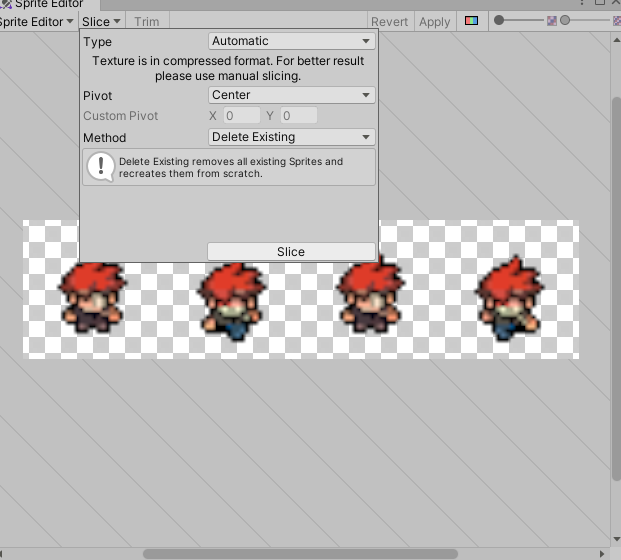 Sprite Editor
Sprite Editor Slice Trim Revert Apply
Type Automatic
Texture is in compressed format. For better result
please use manual slicing.
Pivot Center
Custom Pivot X 0 Y 0
Method Delete Existing
Delete Existing removes all existing Sprites and
recreates them from scratch.
Slice